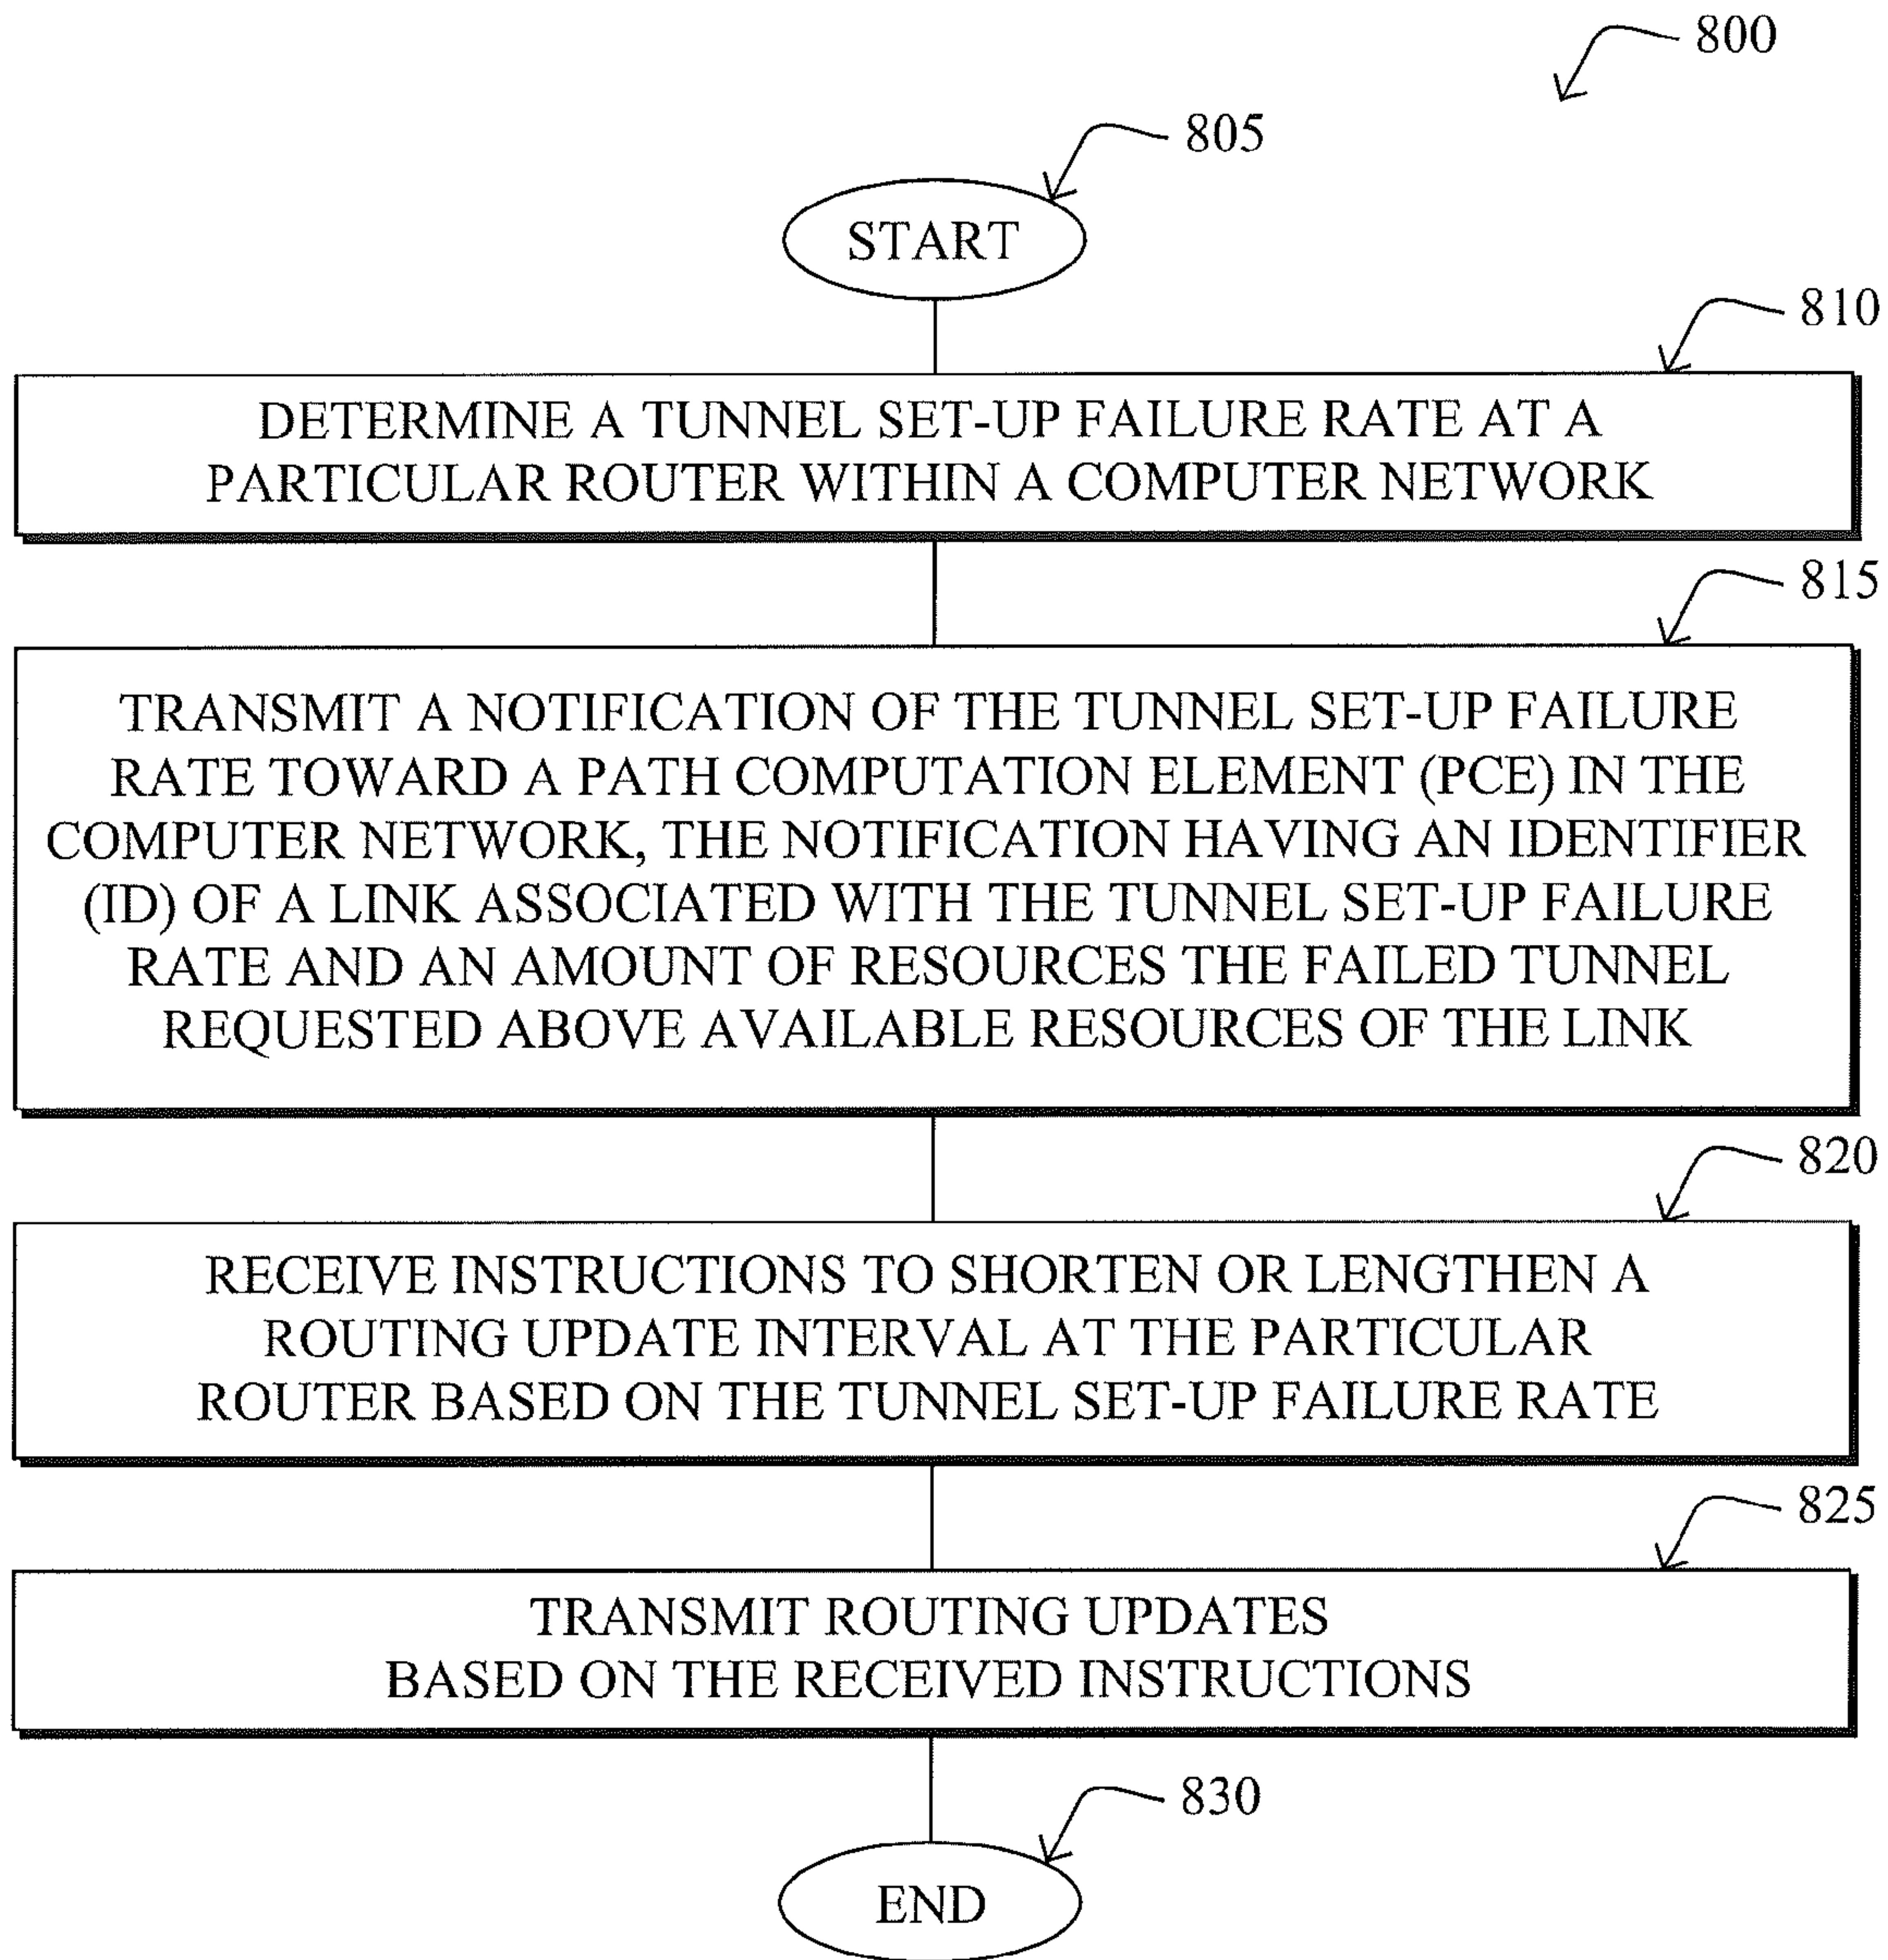 800
805
START
810
DETERMINE A TUNNEL SET-UP FAILURE RATE AT A
PARTICULAR ROUTER WITHIN A COMPUTER NETWORK
815
TRANSMIT A NOTIFICATION OF THE TUNNEL SET-UP FAILURE
RATE TOWARD A PATH COMPUTATION ELEMENT (PCE) IN THE
COMPUTER NETWORK, THE NOTIFICATION HAVING AN IDENTIFIER
(ID) OF A LINK ASSOCIATED WITH THE TUNNEL SET-UP FAILURE
RATE AND AN AMOUNT OF RESOURCES THE FAILED TUNNEL
REQUESTED ABOVE AVAILABLE RESOURCES OF THE LINK
820
RECEIVE INSTRUCTIONS TO SHORTEN OR LENGTHEN A
ROUTING UPDATE INTERVAL AT THE PARTICULAR
ROUTER BASED ON THE TUNNEL SET-UP FAILURE RATE
825
TRANSMIT ROUTING UPDATES
BASED ON THE RECEIVED INSTRUCTIONS
830
END